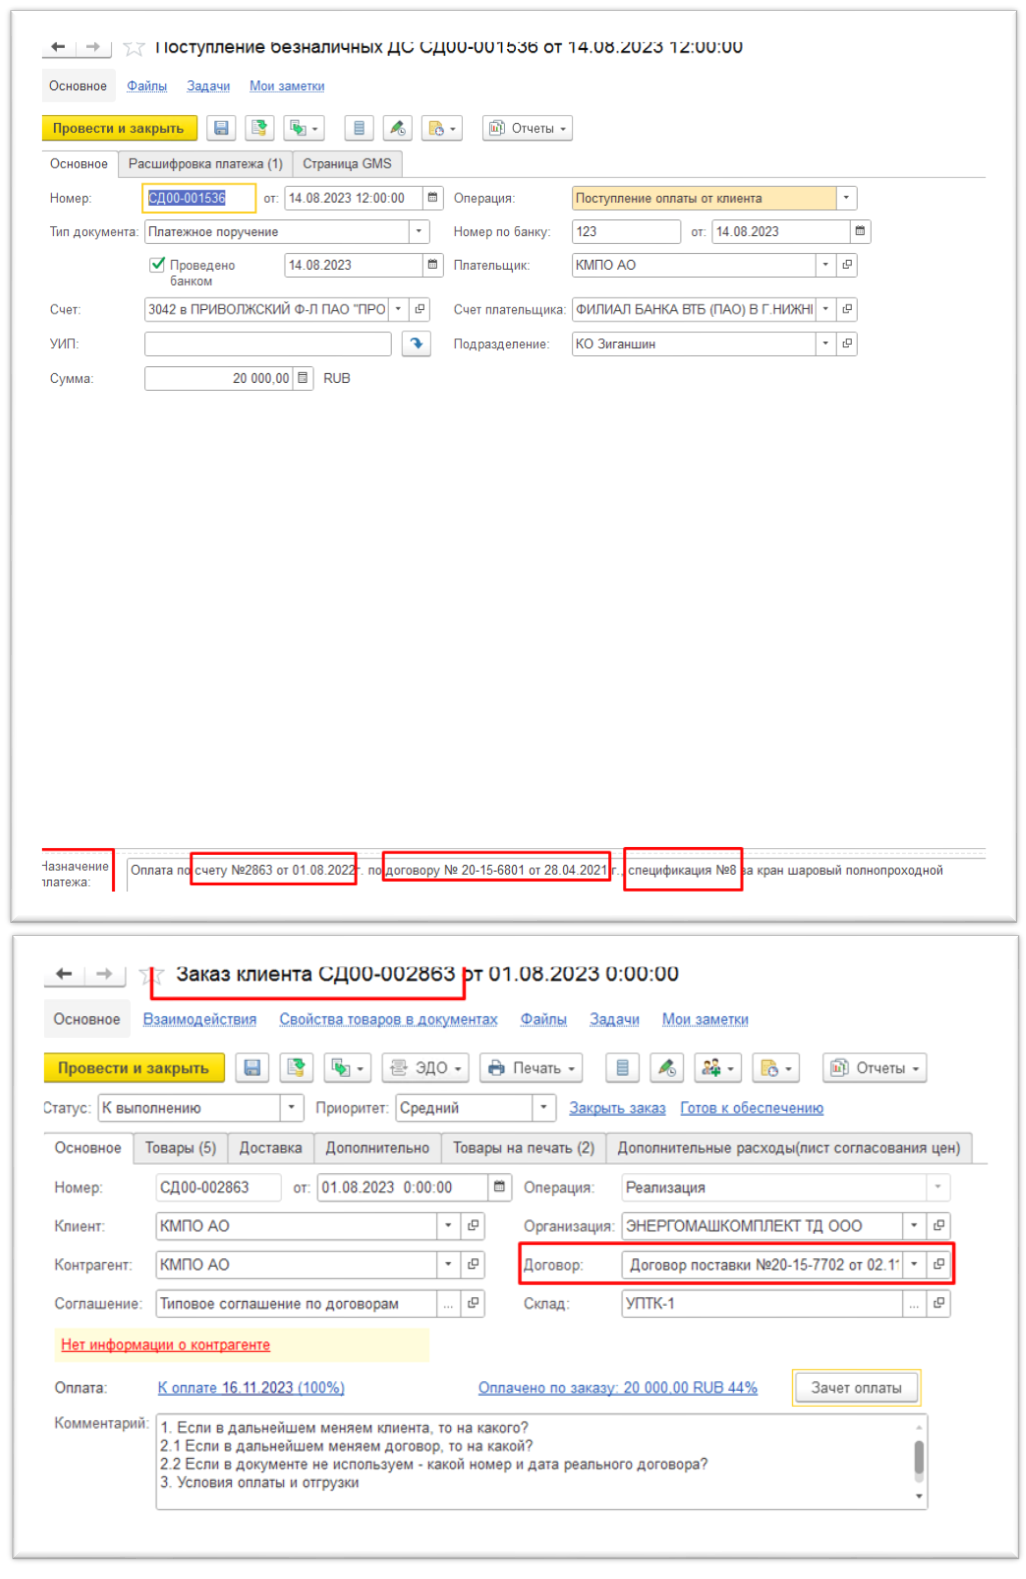 Поступление безналичных ДС СД00-001536 от 14.08.2023 12:00:00
Основное Файлы Задачи Мои заметки
Провести и закрыть Отчеты
Основное Расшифровка платежа (1) Страница GMS
Номер: СД00-001536 от: 14.08.2023 12:00:00 Операция: Поступление оплаты от клиента
Тип документа: Платежное поручение Номер по банку: 123 от: 14.08.2023
Проведено банком 14.08.2023 Плательщик: КМПО АО
Счет: 3042 в ПРИВОЛЖСКИЙ Ф-Л ПАО "ПРО Счет плательщика: ФИЛИАЛ БАНКА ВТБ (ПАО) В Г.НИЖНІ
УИП: Подразделение: КО Зиганшин
Сумма: 20 000,00 RUB
Назначение платежа: Оплата по счету №2863 от 01.08.2022г. по договору № 20-15-6801 от 28.04.2021 г., спецификация №8 за кран шаровый полнопроходной
Заказ клиента СД00-002863 от 01.08.2023 0:00:00
Основное Взаимодействия Свойства товаров в документах Файлы Задачи Мои заметки
Провести и закрыть ЭДО Печать Отчеты
Статус: К выполнению Приоритет: Средний Закрыть заказ Готов к обеспечению
Основное Товары (5) Доставка Дополнительно Товары на печать (2) Дополнительные расходы(лист согласования цен)
Номер: СД00-002863 от: 01.08.2023 0:00:00 Операция: Реализация
Клиент: КМПО АО Организация: ЭНЕРГОМАШКОМПЛЕКТ ТД ООО
Контрагент: КМПО АО Договор: Договор поставки №20-15-7702 от 02.11
Соглашение: Типовое соглашение по договорам ... Склад: УПТК-1 ...
Нет информации о контрагенте
Оплата: К оплате 16.11.2023 (100%) Оплачено по заказу: 20 000,00 RUB 44% Зачет оплаты
Комментарий: 1. Если в дальнейшем меняем клиента, то на какого?
2.1 Если в дальнейшем меняем договор, то на какой?
2.2 Если в документе не используем - какой номер и дата реального договора?
3. Условия оплаты и отгрузки